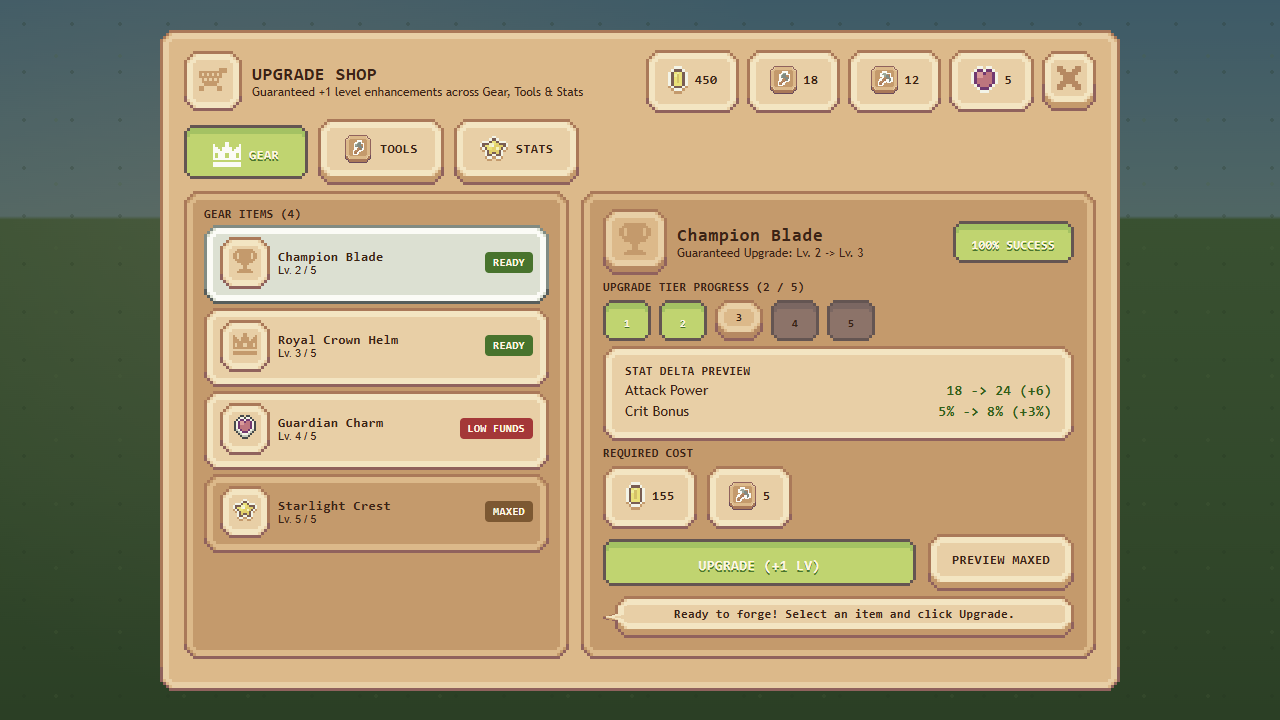 UPGRADE SHOP
Guaranteed +1 level enhancements across Gear, Tools & Stats
450
18
12
5
GEAR
TOOLS
STATS
GEAR ITEMS (4)
Champion Blade
Lv. 2 / 5
READY
Royal Crown Helm
Lv. 3 / 5
READY
Guardian Charm
Lv. 4 / 5
LOW FUNDS
Starlight Crest
Lv. 5 / 5
MAXED
Champion Blade
Guaranteed Upgrade: Lv. 2 -> Lv. 3
100% SUCCESS
UPGRADE TIER PROGRESS (2 / 5)
1
2
3
4
5
STAT DELTA PREVIEW
Attack Power
18 -> 24 (+6)
Crit Bonus
5% -> 8% (+3%)
REQUIRED COST
155
5
UPGRADE (+1 LV)
PREVIEW MAXED
Ready to forge! Select an item and click Upgrade.